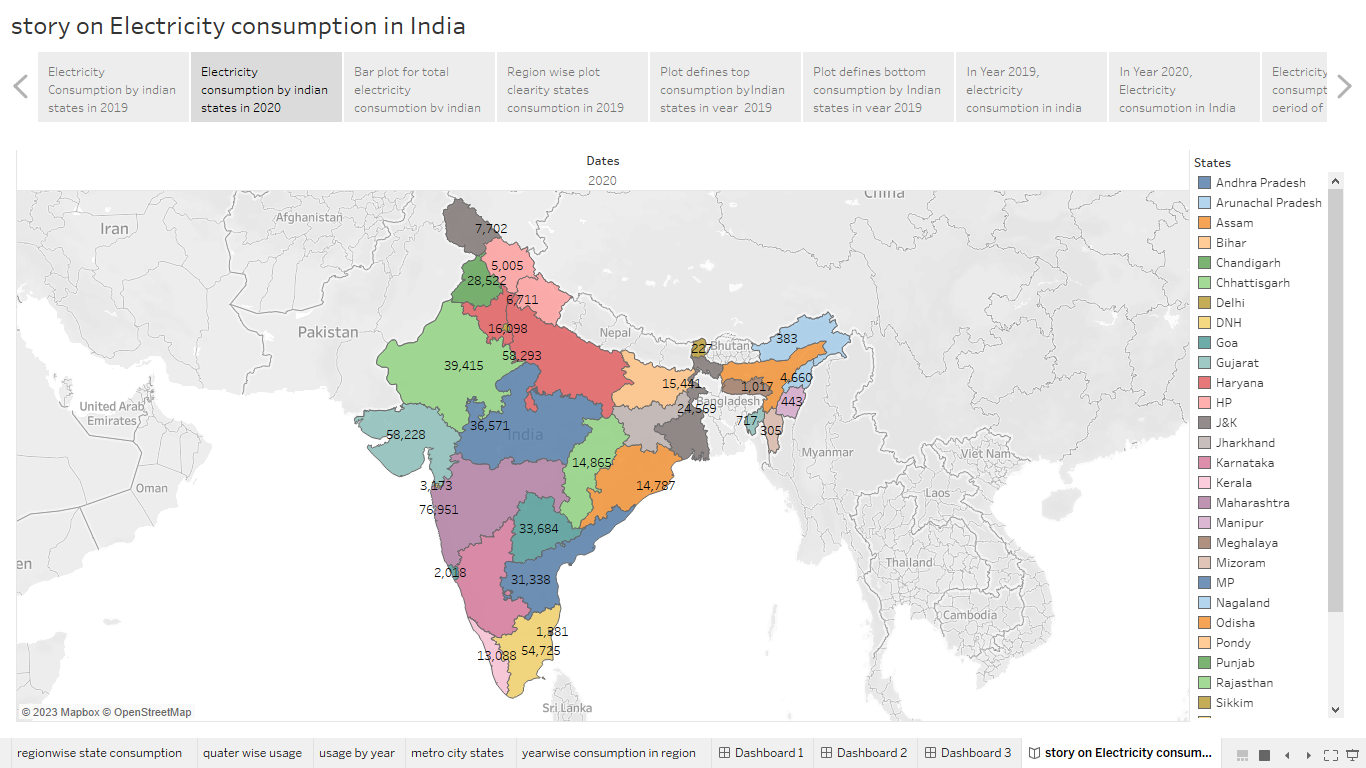 story on Electricity consumption in India
Electricity
Consumption by indian
states in 2019
Electricity
consumption by indian
states in 2020
Bar plot for total
electricity
consumption by indian
Region wise plot
clearity states
consumption in 2019
Plot defines top
consumption byIndian
states in year 2019
Plot defines bottom
consumption by Indian
states in year 2019
In Year 2019,
electricity
consumption in india
In Year 2020,
Electricity
consumption in India
Electricity
consumpt
period of
Dates
2020
States
Andhra Pradesh
Arunachal Pradesh
Assam
Bihar
Chandigarh
Chhattisgarh
Delhi
DNH
Goa
Gujarat
Haryana
HP
J&K
Jharkhand
Karnataka
Kerala
Maharashtra
Manipur
Meghalaya
Mizoram
MP
Nagaland
Odisha
Pondy
Punjab
Rajasthan
Sikkim
China
Afghanistan
Iran
7,702
5,005
28,522
6,711
Pakistan
16,098
Nepal
383
227
Bhutan
39,415
58,293
15,441
1,017
4,660
United Arab
Emirates
Bangladesh
443
24,569
717
305
36,571
India
58,228
Myanmar
Viet Nam
14,865
Oman
3,173
14,787
Laos
76,951
33,684
en
2,018
31,338
Thailand
Cambodia
1,381
13,088
54,725
Sri Lanka
© 2023 Mapbox © OpenStreetMap
regionwise state consumption
quater wise usage
usage by year
metro city states
yearwise consumption in region
Dashboard 1
Dashboard 2
Dashboard 3
story on Electricity consum...